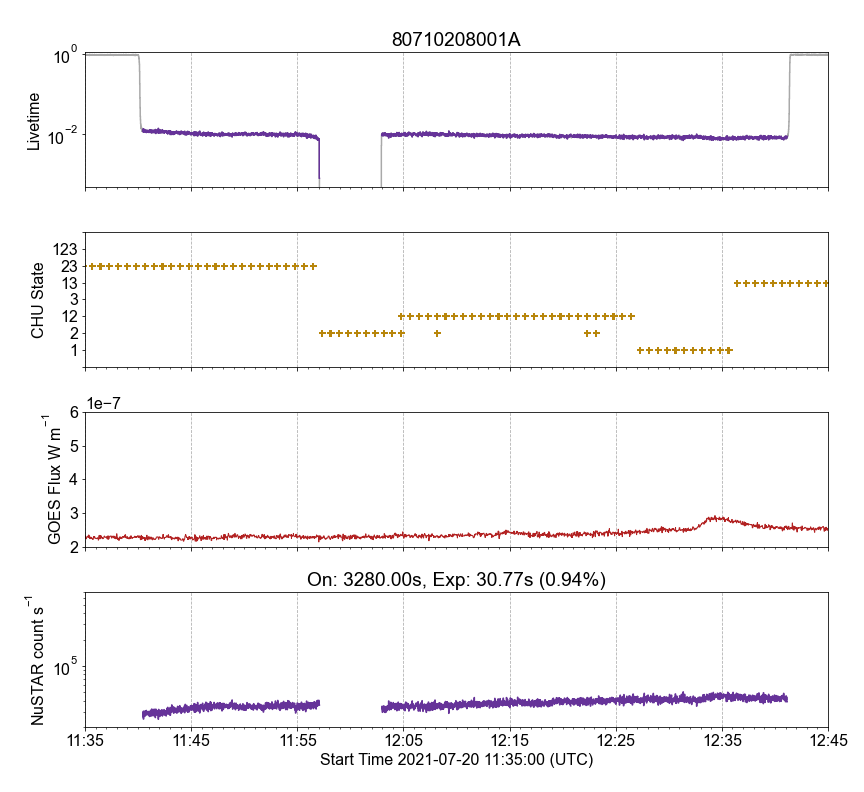 80710208001A
Livetime
10^0
10^−2
CHU State
123
23
13
3
12
2
1
1e−7
GOES Flux W m^−1
6
5
4
3
2
On: 3280.00s, Exp: 30.77s (0.94%)
NuSTAR count s^−1
10^5
11:35 11:45 11:55 12:05 12:15 12:25 12:35 12:45
Start Time 2021-07-20 11:35:00 (UTC)